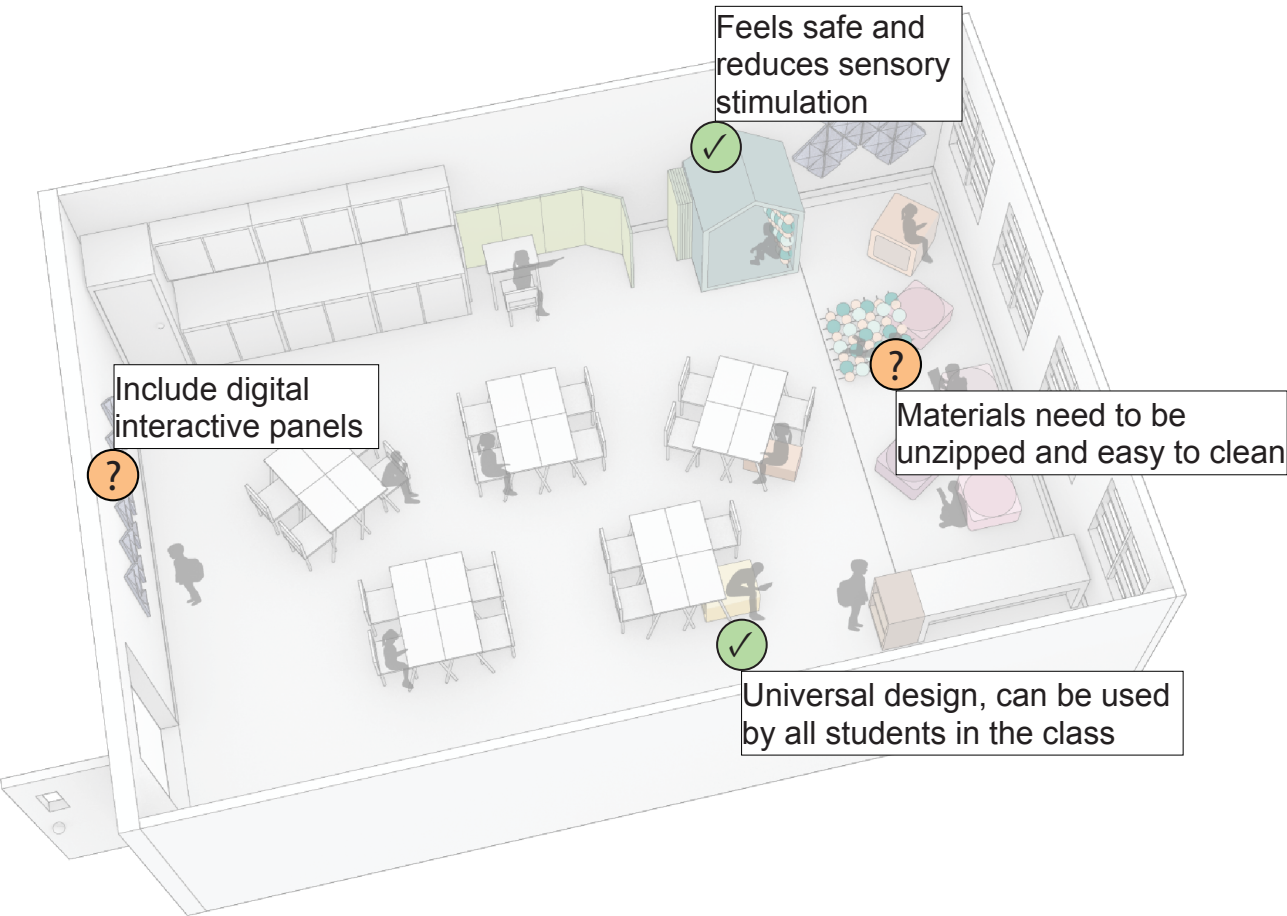 Feels safe and
reduces sensory
stimulation
✓
Include digital
interactive panels
?
?
Materials need to be
unzipped and easy to clean
✓
Universal design, can be used
by all students in the class